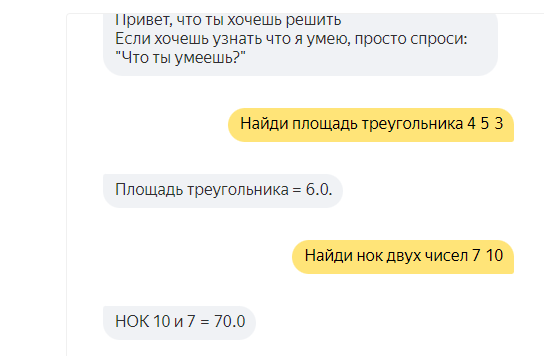 Привет, что ты хочешь решить
Если хочешь узнать что я умею, просто спроси:
"Что ты умеешь?"
Найди площадь треугольника 4 5 3
Площадь треугольника = 6.0.
Найди нок двух чисел 7 10
НОК 10 и 7 = 70.0